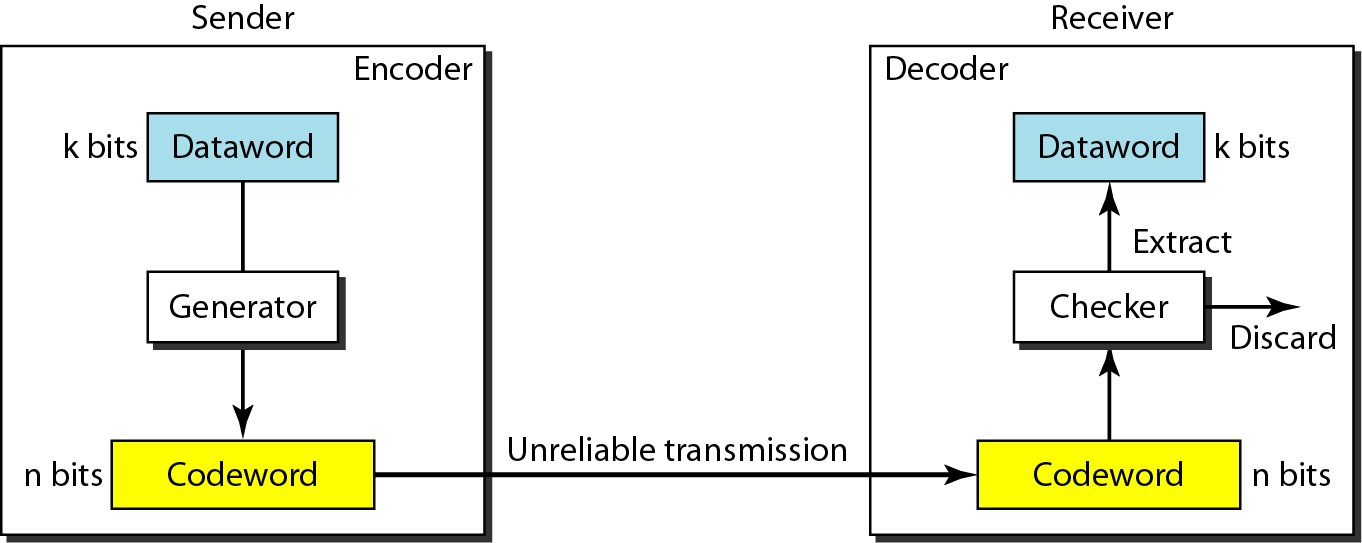 Sender
Encoder
k bits
Dataword
Generator
n bits
Codeword
Unreliable transmission
Receiver
Decoder
Dataword
k bits
Extract
Checker
Discard
Codeword
n bits